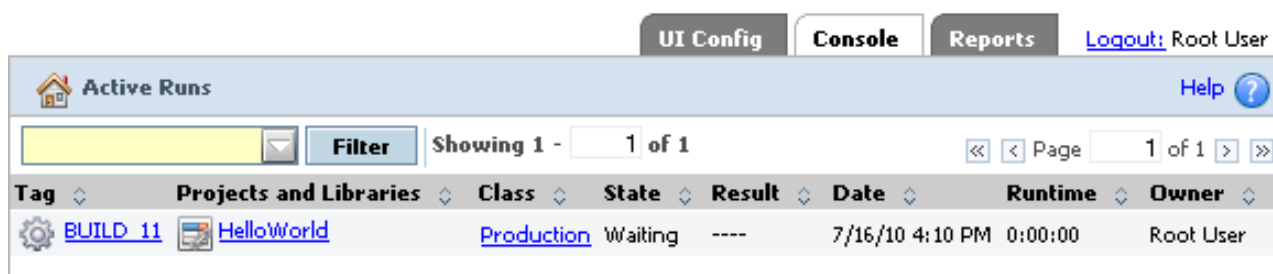 UI Config Console Reports Logout: Root User
Active Runs Help ?
Filter Showing 1 - 1 of 1 « < Page 1 of 1 > »
Tag Projects and Libraries Class State Result Date Runtime Owner
BUILD_11 HelloWorld Production Waiting ---- 7/16/10 4:10 PM 0:00:00 Root User